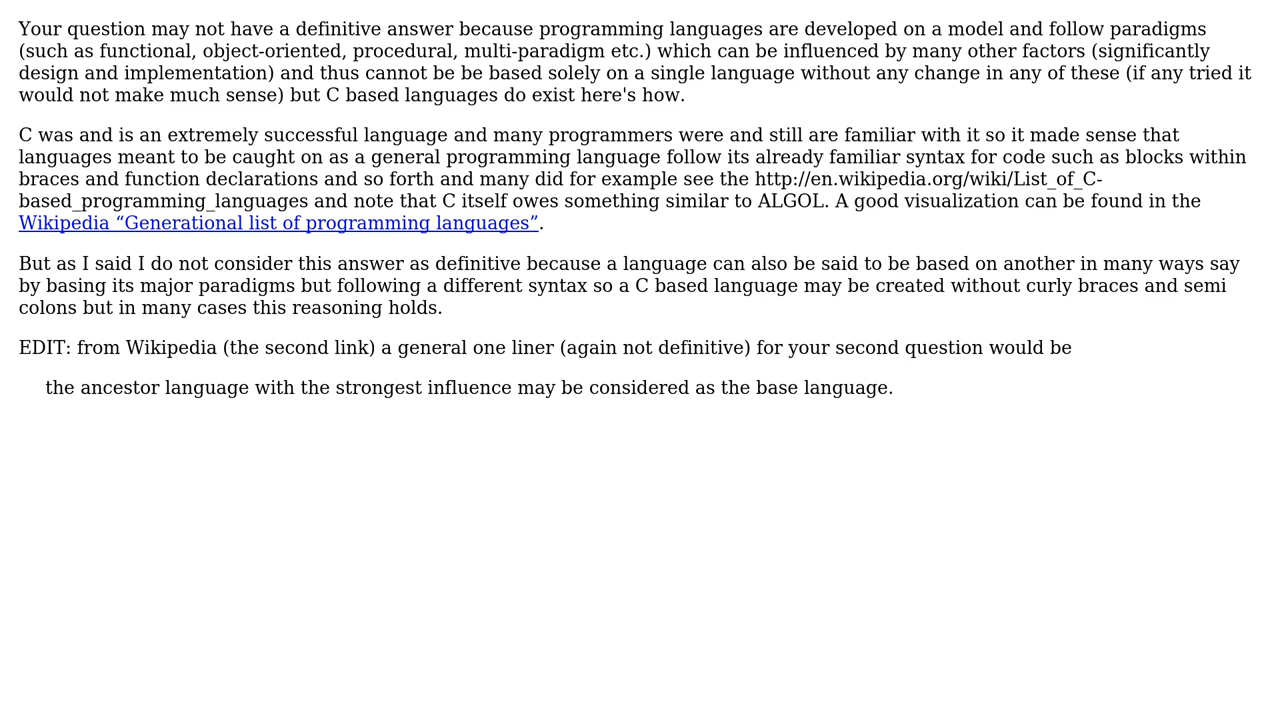 Your question may not have a definitive answer because programming languages are developed on a model and follow paradigms
(such as functional, object-oriented, procedural, multi-paradigm etc.) which can be influenced by many other factors (significantly
design and implementation) and thus cannot be be based solely on a single language without any change in any of these (if any tried it
would not make much sense) but C based languages do exist here's how.
C was and is an extremely successful language and many programmers were and still are familiar with it so it made sense that
languages meant to be caught on as a general programming language follow its already familiar syntax for code such as blocks within
braces and function declarations and so forth and many did for example see the http://en.wikipedia.org/wiki/List_of_C-
based_programming_languages and note that C itself owes something similar to ALGOL. A good visualization can be found in the
Wikipedia “Generational list of programming languages”.
But as I said I do not consider this answer as definitive because a language can also be said to be based on another in many ways say
by basing its major paradigms but following a different syntax so a C based language may be created without curly braces and semi
colons but in many cases this reasoning holds.
EDIT: from Wikipedia (the second link) a general one liner (again not definitive) for your second question would be
the ancestor language with the strongest influence may be considered as the base language.